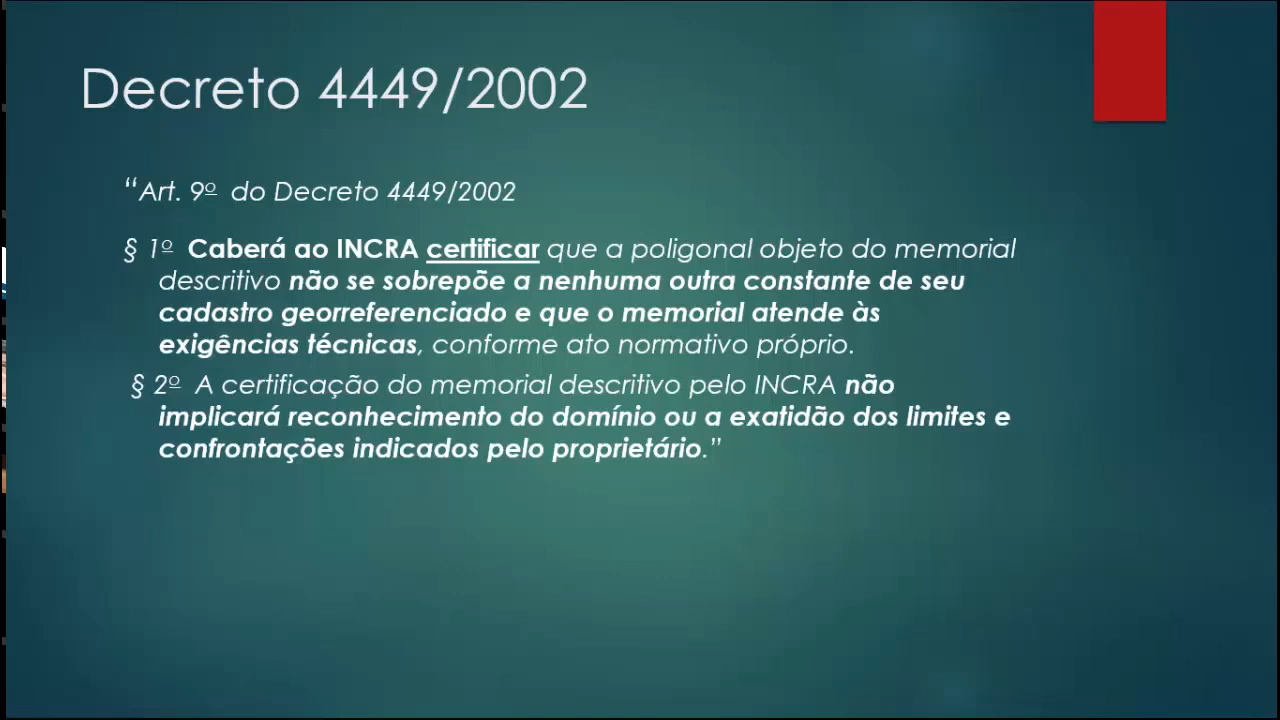 Decreto 4449/2002
“Art. 9º do Decreto 4449/2002
§ 1º Caberá ao INCRA certificar que a poligonal objeto do memorial
descritivo não se sobrepõe a nenhuma outra constante de seu
cadastro georreferenciado e que o memorial atende às
exigências técnicas, conforme ato normativo próprio.
§ 2º A certificação do memorial descritivo pelo INCRA não
implicará reconhecimento do domínio ou a exatidão dos limites e
confrontações indicados pelo proprietário.”